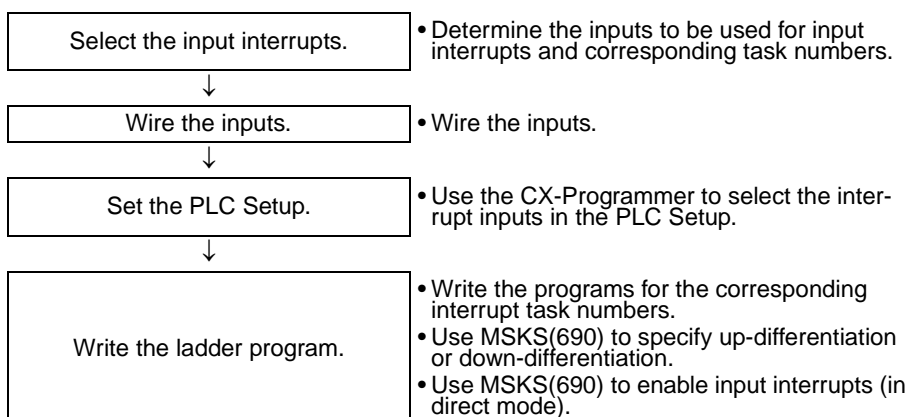 Select the input interrupts.
• Determine the inputs to be used for input
interrupts and corresponding task numbers.
↓
Wire the inputs.
• Wire the inputs.
↓
Set the PLC Setup.
• Use the CX-Programmer to select the inter-
rupt inputs in the PLC Setup.
↓
Write the ladder program.
• Write the programs for the corresponding
interrupt task numbers.
• Use MSKS(690) to specify up-differentiation
or down-differentiation.
• Use MSKS(690) to enable input interrupts (in
direct mode).